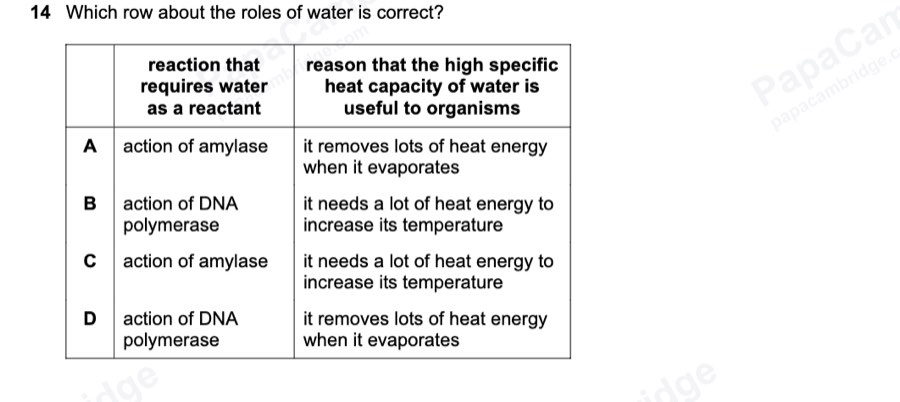 14 Which row about the roles of water is correct?
reaction that requires water as a reactant
reason that the high specific heat capacity of water is useful to organisms
A action of amylase it removes lots of heat energy
when it evaporates
B action of DNA it needs a lot of heat energy to
polymerase increase its temperature
C action of amylase it needs a lot of heat energy to
increase its temperature
D action of DNA it removes lots of heat energy
polymerase when it evaporates
PapaCam
papacambridge.c